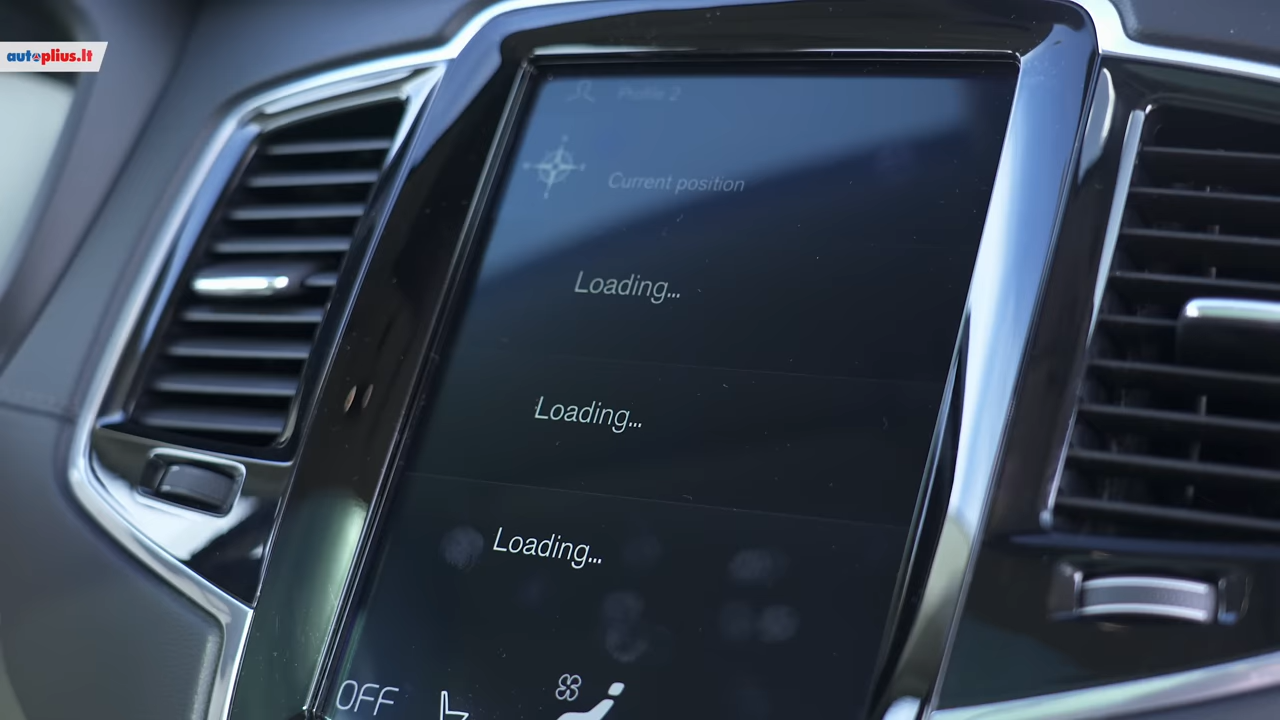 autoplius.lt
Profile 2
Current position
Loading...
Loading...
Loading...
OFF